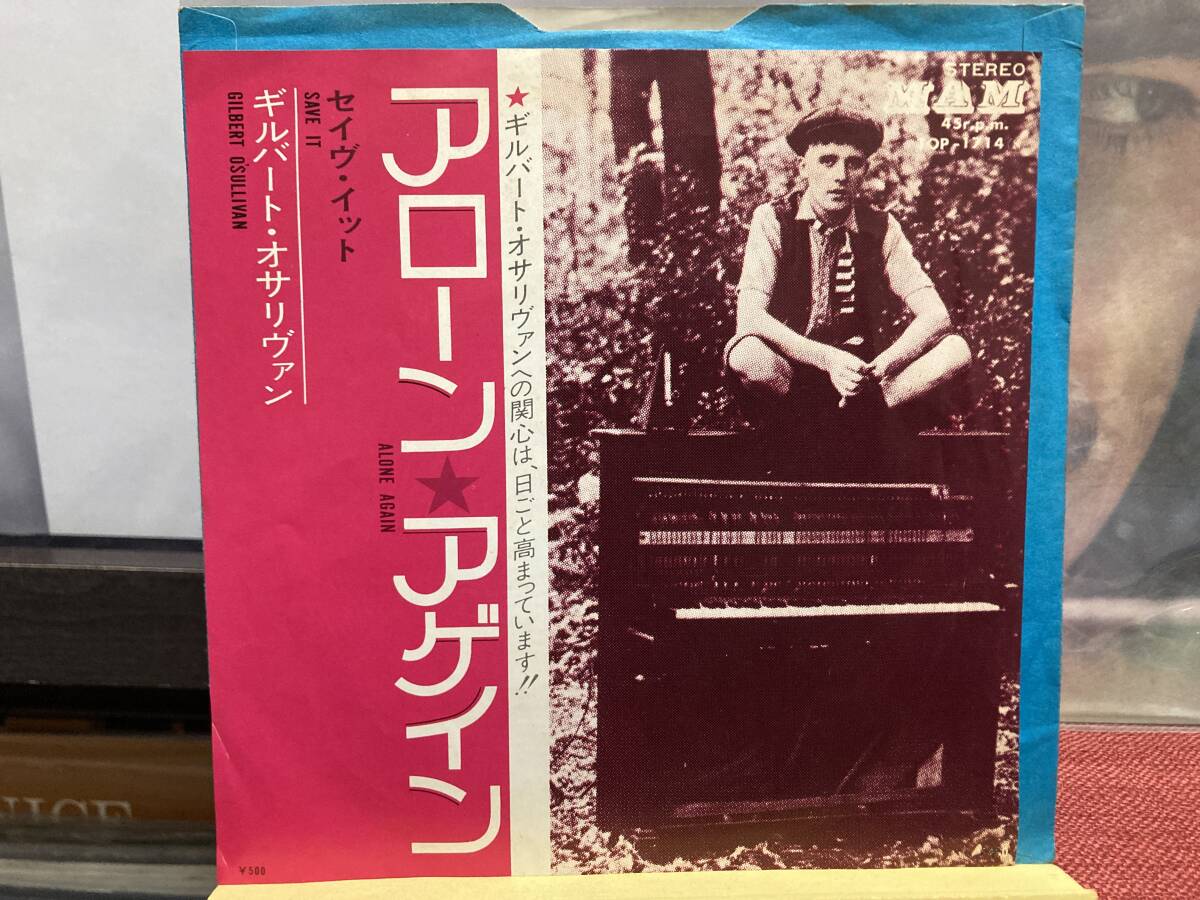 STEREO
MAM
45r.p.m.
TOP-1714
★ギルバート・オサリヴァンへの関心は、日ごと高まっています!!
アローン★アゲイン
ALONE AGAIN
セイヴ・イット
SAVE IT
ギルバート・オサリヴァン
GILBERT O'SULLIVAN
¥500
NICE